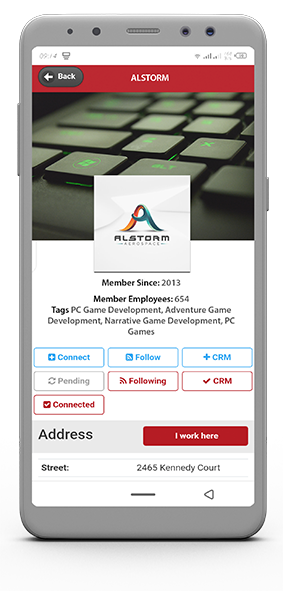 09:14
Back
ALSTORM
ALSTORM
AEROSPACE
Member Since: 2013
Member Employees: 654
Tags PC Game Development, Adventure Game
Development, Narrative Game Development, PC
Games
Connect Follow CRM
Pending Following CRM
Connected
Address I work here
Street: 2465 Kennedy Court